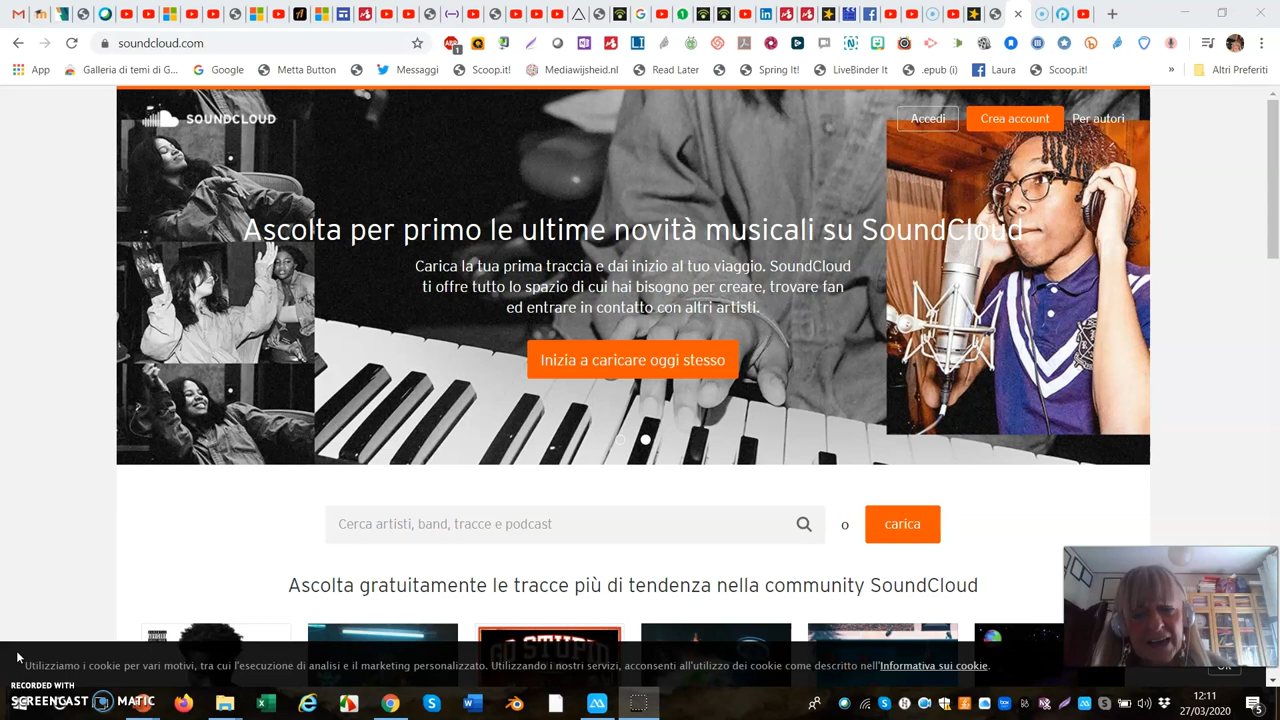 soundcloud.com
ABP
1
App
Galleria di temi di G...
Google
Metta Button
Messaggi
Scoop.it!
Mediawijsheid.nl
Read Later
Spring It!
LiveBinder It
.epub (i)
Laura
Scoop.it!
»
Altri Preferiti
SOUNDCLOUD
Accedi
Crea account
Per autori
Ascolta per primo le ultime novità musicali su SoundCloud
Carica la tua prima traccia e dai inizio al tuo viaggio. SoundCloud
ti offre tutto lo spazio di cui hai bisogno per creare, trovare fan
ed entrare in contatto con altri artisti.
Inizia a caricare oggi stesso
Cerca artisti, band, tracce e podcast
o
carica
Ascolta gratuitamente le tracce più di tendenza nella community SoundCloud
GO STUPID
Utilizziamo i cookie per vari motivi, tra cui l'esecuzione di analisi e il marketing personalizzato. Utilizzando i nostri servizi, acconsenti all'utilizzo dei cookie come descritto nell'Informativa sui cookie.
RECORDED WITH
SCREENCAST MATIC
12:11
27/03/2020
5